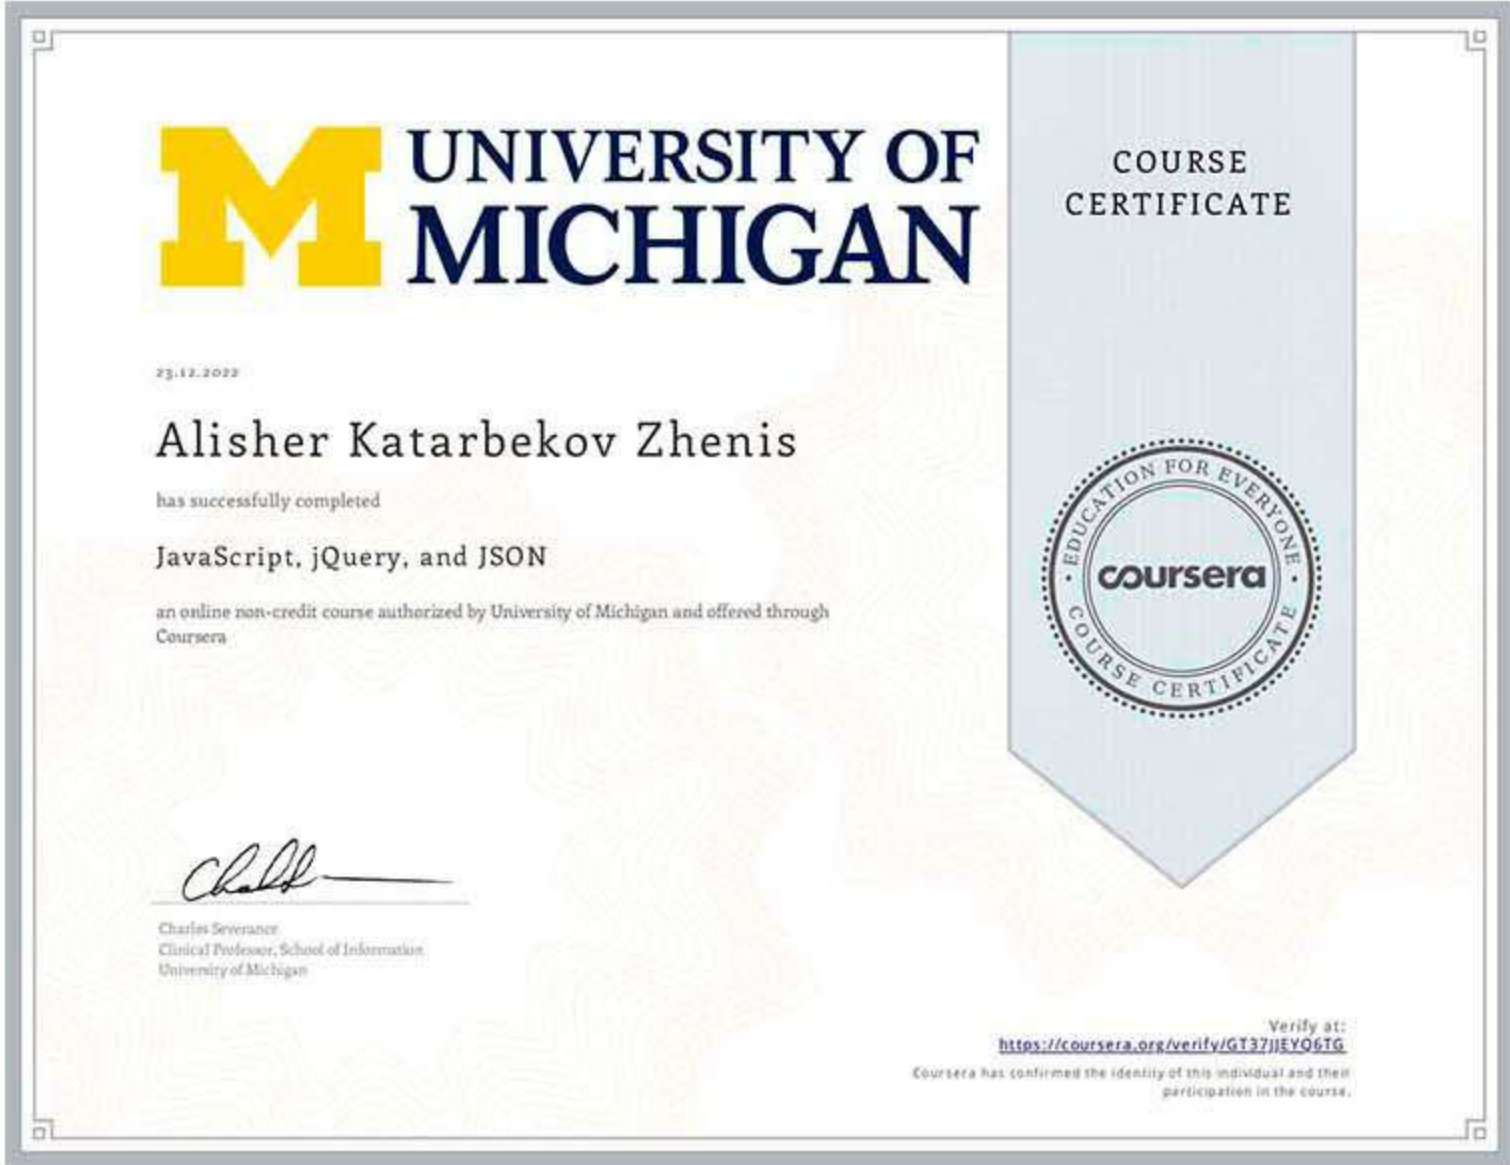 UNIVERSITY OF
MICHIGAN
COURSE
CERTIFICATE
23.12.2022
Alisher Katarbekov Zhenis
has successfully completed
JavaScript, jQuery, and JSON
an online non-credit course authorized by University of Michigan and offered through
Coursera
EDUCATION FOR EVERYONE
coursera
COURSE CERTIFICATE
Charles Severance
Clinical Professor, School of Information
University of Michigan
Verify at:
https://coursera.org/verify/GT37JJEYQ6TG
Coursera has confirmed the identity of this individual and their
participation in the course.